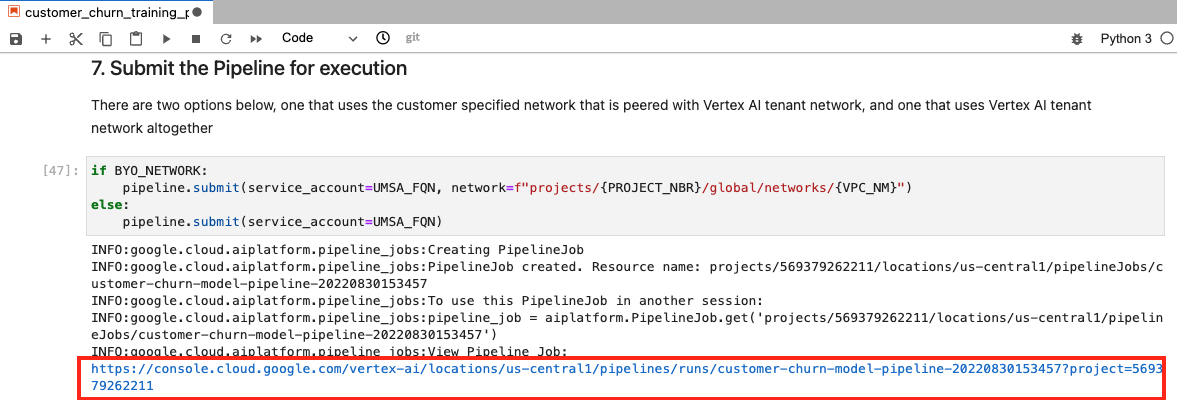 customer_churn_training_p
Code
git
Python 3
7. Submit the Pipeline for execution
There are two options below, one that uses the customer specified network that is peered with Vertex AI tenant network, and one that uses Vertex AI tenant
network altogether
[47]:
if BYO_NETWORK:
    pipeline.submit(service_account=UMSA_FQN, network=f"projects/{PROJECT_NBR}/global/networks/{VPC_NM}")
else:
    pipeline.submit(service_account=UMSA_FQN)
INFO:google.cloud.aiplatform.pipeline_jobs:Creating PipelineJob
INFO:google.cloud.aiplatform.pipeline_jobs:PipelineJob created. Resource name: projects/569379262211/locations/us-central1/pipelineJobs/c
ustomer-churn-model-pipeline-20220830153457
INFO:google.cloud.aiplatform.pipeline_jobs:To use this PipelineJob in another session:
INFO:google.cloud.aiplatform.pipeline_jobs:pipeline_job = aiplatform.PipelineJob.get('projects/569379262211/locations/us-central1/pipelin
eJobs/customer-churn-model-pipeline-20220830153457')
INFO:google.cloud.aiplatform.pipeline_jobs:View Pipeline Job:
https://console.cloud.google.com/vertex-ai/locations/us-central1/pipelines/runs/customer-churn-model-pipeline-20220830153457?project=5693
79262211